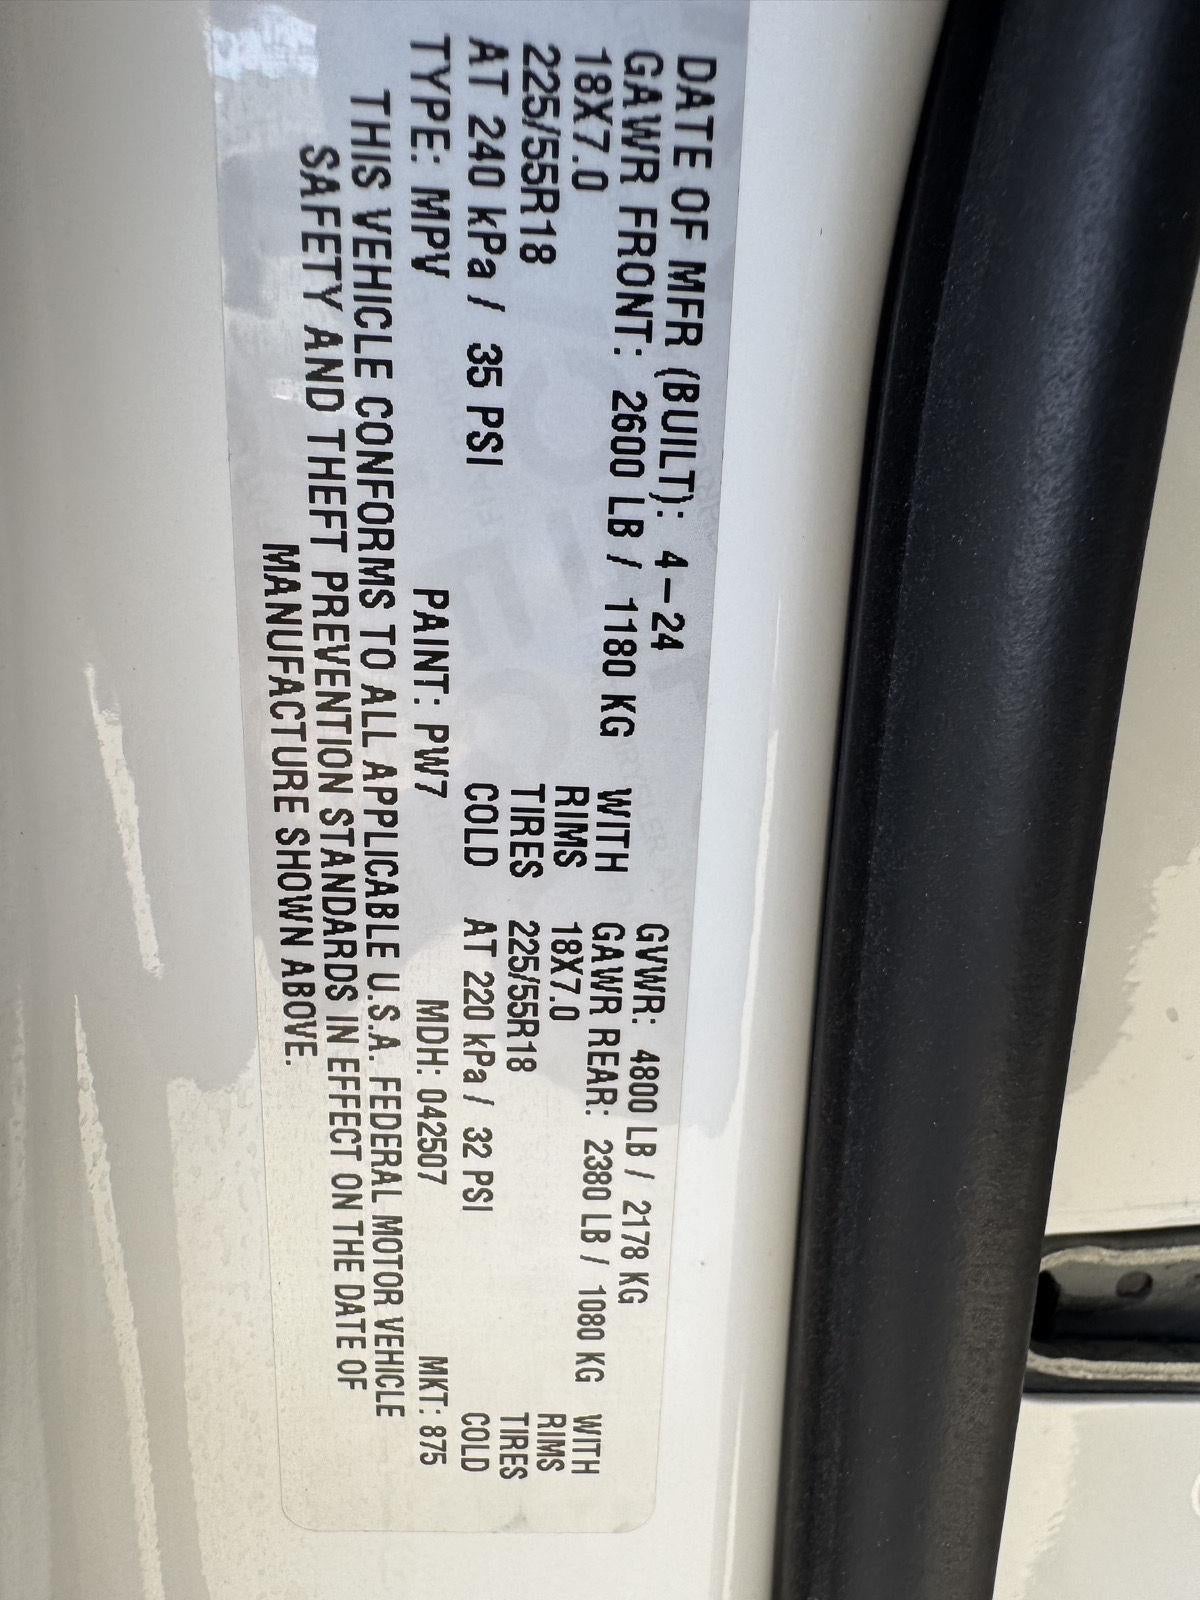 DATE OF MFR (BUILT): 4-24 GVWR: 4800 LB / 2178 KG
GAWR FRONT: 2600 LB / 1180 KG WITH GAWR REAR: 2380 LB / 1080 KG WITH
18X7.0 RIMS 18X7.0 RIMS
225/55R18 TIRES 225/55R18 TIRES
AT 240 kPa / 35 PSI COLD AT 220 kPa / 32 PSI COLD
TYPE: MPV PAINT: PW7 MDH: 042507 MKT: 875
THIS VEHICLE CONFORMS TO ALL APPLICABLE U.S.A. FEDERAL MOTOR VEHICLE
SAFETY AND THEFT PREVENTION STANDARDS IN EFFECT ON THE DATE OF
MANUFACTURE SHOWN ABOVE.